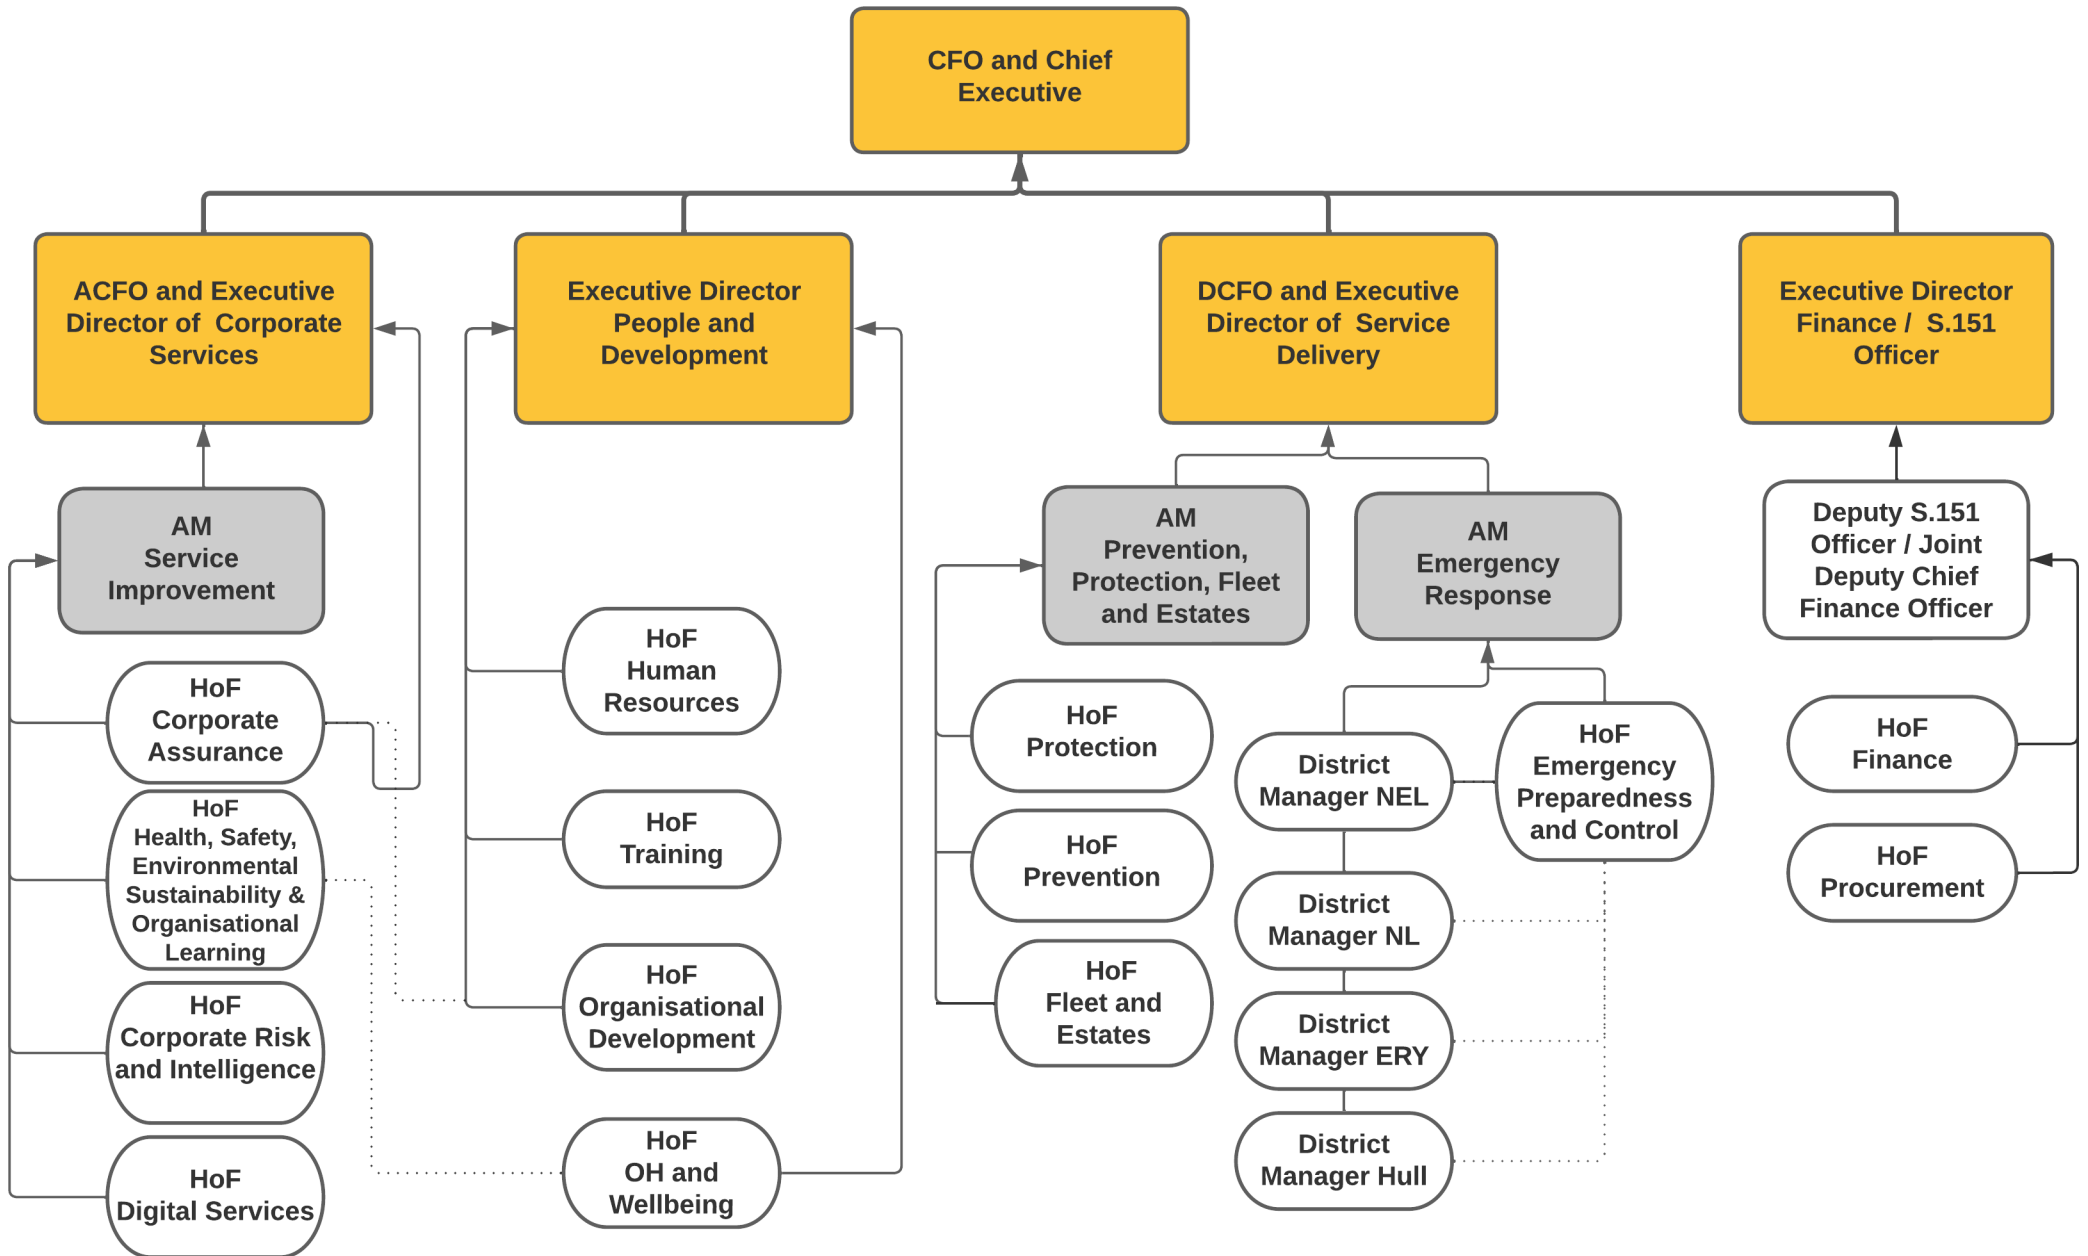 CFO and Chief
Executive
ACFO and Executive
Director of Corporate
Services
Executive Director
People and
Development
DCFO and Executive
Director of Service
Delivery
Executive Director
Finance / S.151
Officer
AM
Service
Improvement
AM
Prevention,
Protection, Fleet
and Estates
AM
Emergency
Response
Deputy S.151
Officer / Joint
Deputy Chief
Finance Officer
HoF
Corporate
Assurance
HoF
Health, Safety,
Environmental
Sustainability &
Organisational
Learning
HoF
Corporate Risk
and Intelligence
HoF
Digital Services
HoF
Human
Resources
HoF
Training
HoF
Organisational
Development
HoF
OH and
Wellbeing
HoF
Protection
HoF
Prevention
HoF
Fleet and
Estates
District
Manager NEL
District
Manager NL
District
Manager ERY
District
Manager Hull
HoF
Emergency
Preparedness
and Control
HoF
Finance
HoF
Procurement